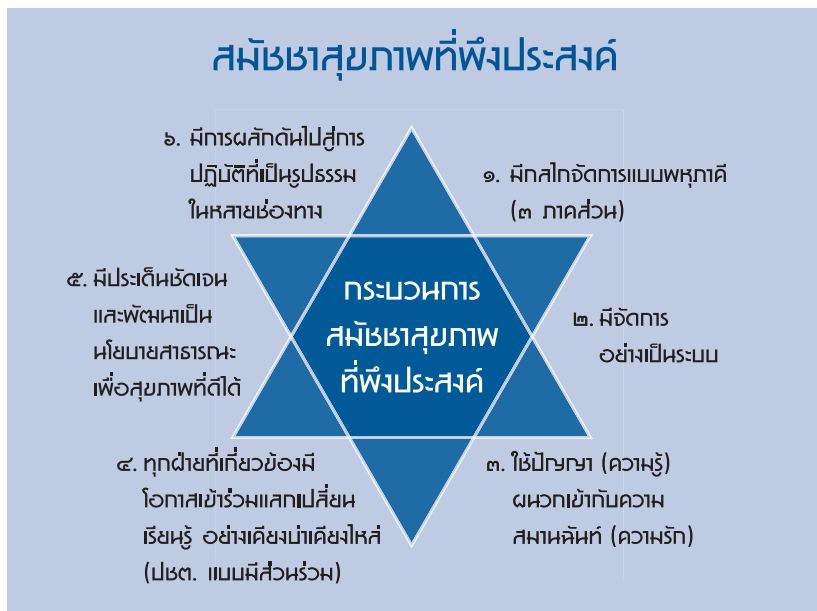 สมัชชาสุขภาพที่พึงประสงค์
๖. มีการผลักดันไปสู่การ
ปฏิบัติที่เป็นรูปธรรม
ในหลายช่องทาง
๑. มีกลไกจัดการแบบพหุภาคี
(๓ ภาคส่วน)
๕. มีประเด็นชัดเจน
และพัฒนาเป็น
นโยบายสาธารณะ
เพื่อสุขภาพที่ดีได้
กระบวนการ
สมัชชาสุขภาพ
ที่พึงประสงค์
๒. มีจัดการ
อย่างเป็นระบบ
๔. ทุกฝ่ายที่เกี่ยวข้องมี
โอกาสเข้าร่วมแลกเปลี่ยน
เรียนรู้ อย่างเคียงบ่าเคียงไหล่
(ปชต. แบบมีส่วนร่วม)
๓. ใช้ปัญญา (ความรู้)
ผนวกเข้ากับความ
สมานฉันท์ (ความรัก)